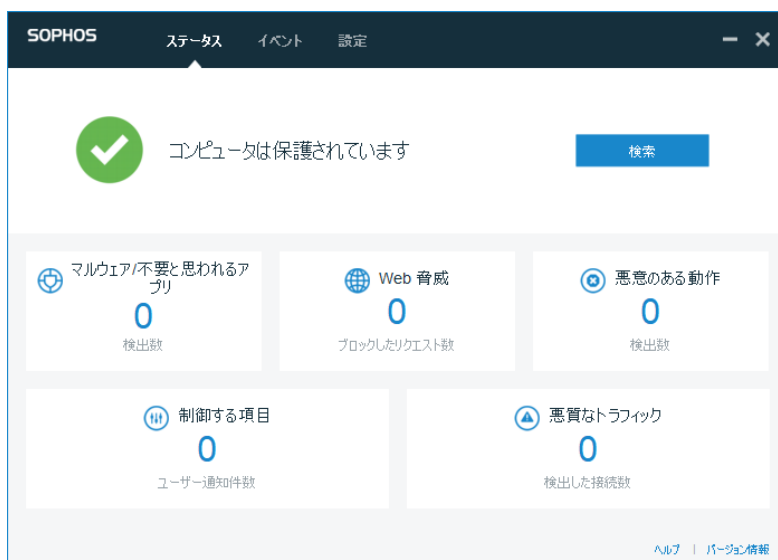 SOPHOS ステータス イベント 設定
コンピュータは保護されています 検索
マルウェア/不要と思われるア
プリ
0
検出数
Web 脅威
0
ブロックしたリクエスト数
悪意のある動作
0
検出数
制御する項目
0
ユーザー通知件数
悪質なトラフィック
0
検出した接続数
ヘルプ | バージョン情報